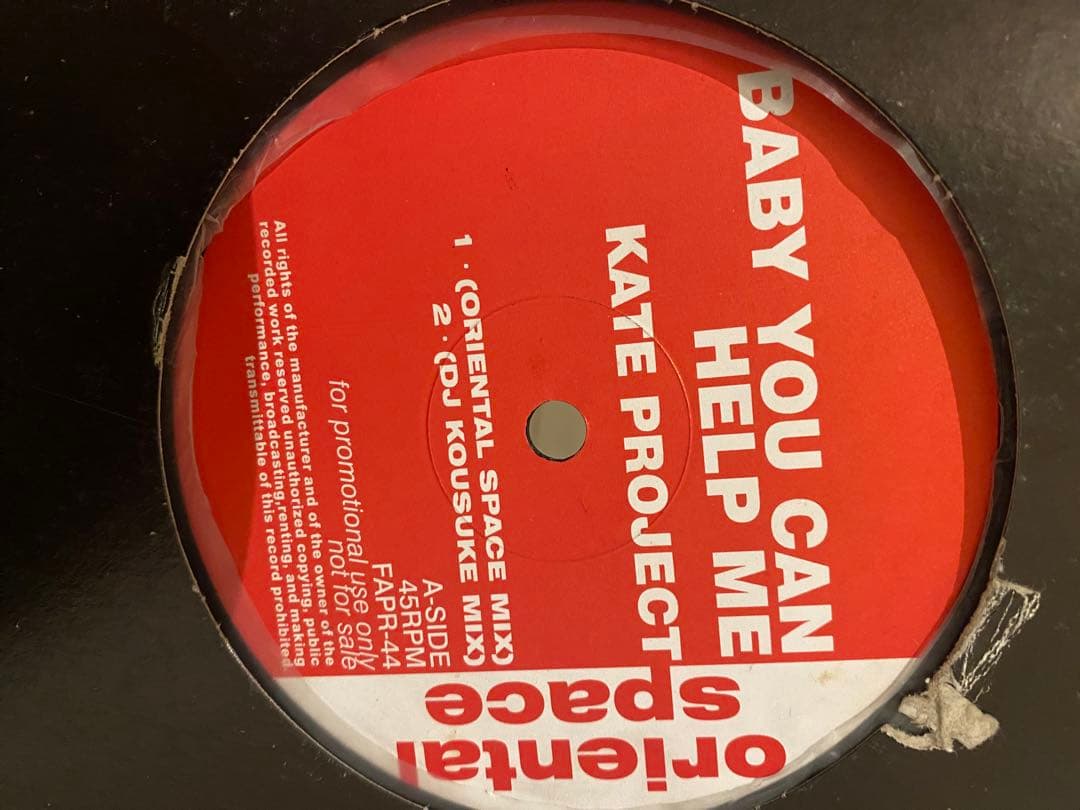 BABY YOU CAN
HELP ME
KATE PROJECT
1・(ORIENTAL SPACE MIX)
2・(DJ KOUSUKE MIX)
A-SIDE
45RPM
FAPR-44
for promotional use only
not for sale
All rights of the manufacturer and of the owner of the
recorded work reserved unauthorized copying, public
performance, broadcasting,renting, and making
transmittable of this record prohibited.
oriental
space